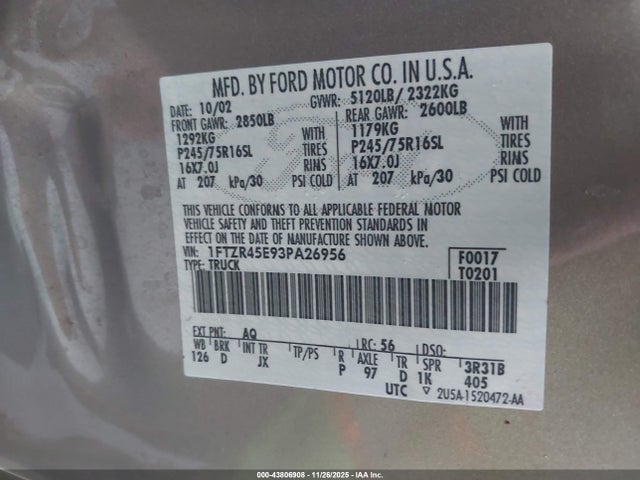 MFD. BY FORD MOTOR CO. IN U.S.A.
DATE: 10/02 GVWR: 5120LB/ 2322KG
FRONT GAWR: 2850LB REAR GAWR: 2600LB
1292KG WITH 1179KG WITH
P245/75R16SL TIRES P245/75R16SL TIRES
16X7.0J RIMS 16X7.0J RIMS
AT 207 kPa/30 PSI COLD AT 207 kPa/30 PSI COLD
THIS VEHICLE CONFORMS TO ALL APPLICABLE FEDERAL MOTOR
VEHICLE SAFETY AND THEFT PREVENTION STANDARDS IN
EFFECT ON THE DATE OF MANUFACTURE SHOWN ABOVE.
VIN: 1FTZR45E93PA26956 F0017
TYPE: TRUCK T0201
EXT PNT: AQ RC: 56 DSO:
WB BRK INT TR TP/PS R AXLE TR SPR 3R31B
126 D JX P 97 D 1K 405
UTC ▽ 2U5A-1520472-AA
000-43806908 - 11/26/2025 - IAA Inc.